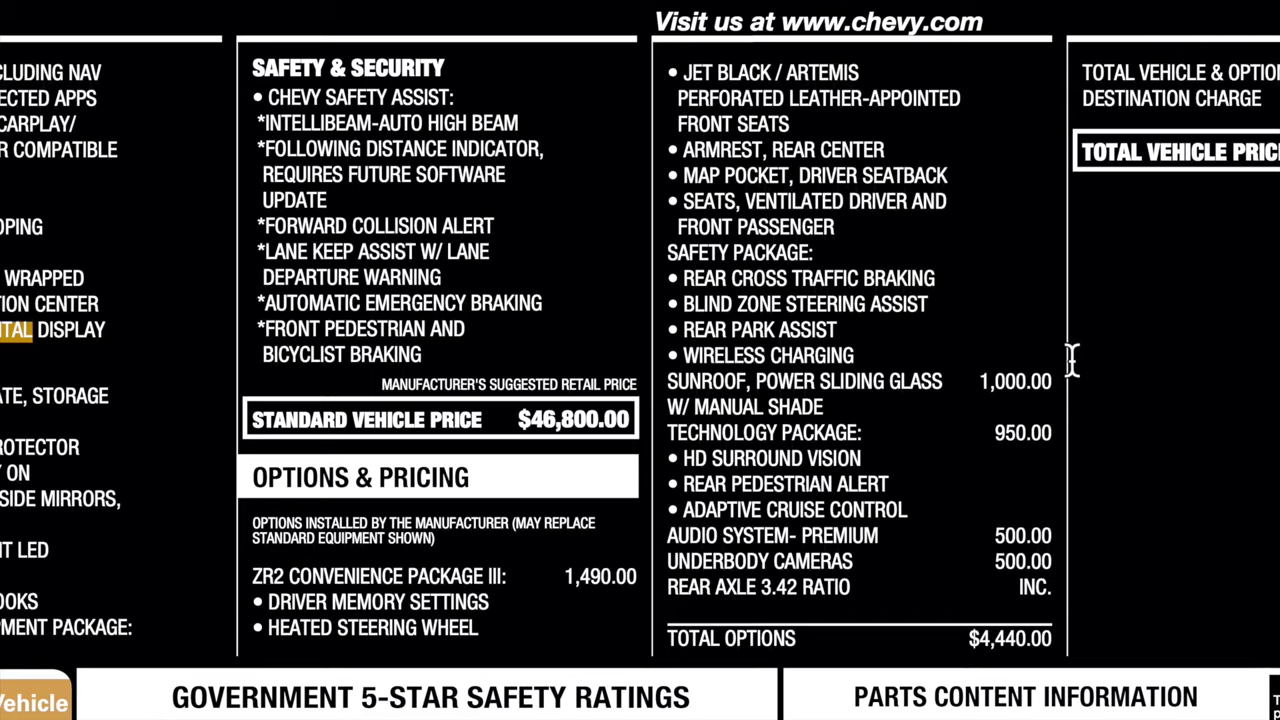 Visit us at www.chevy.com
CLUDING NAV
ECTED APPS
CARPLAY/
R COMPATIBLE
OPING
WRAPPED
ION CENTER
ITAL DISPLAY
ATE, STORAGE
ROTECTOR
Y ON
SIDE MIRRORS,
IT LED
OOKS
PMENT PACKAGE:
SAFETY & SECURITY
• CHEVY SAFETY ASSIST:
*INTELLIBEAM-AUTO HIGH BEAM
*FOLLOWING DISTANCE INDICATOR,
REQUIRES FUTURE SOFTWARE
UPDATE
*FORWARD COLLISION ALERT
*LANE KEEP ASSIST W/ LANE
DEPARTURE WARNING
*AUTOMATIC EMERGENCY BRAKING
*FRONT PEDESTRIAN AND
BICYCLIST BRAKING
MANUFACTURER'S SUGGESTED RETAIL PRICE
STANDARD VEHICLE PRICE $46,800.00
OPTIONS & PRICING
OPTIONS INSTALLED BY THE MANUFACTURER (MAY REPLACE
STANDARD EQUIPMENT SHOWN)
ZR2 CONVENIENCE PACKAGE III: 1,490.00
• DRIVER MEMORY SETTINGS
• HEATED STEERING WHEEL
• JET BLACK / ARTEMIS
PERFORATED LEATHER-APPOINTED
FRONT SEATS
• ARMREST, REAR CENTER
• MAP POCKET, DRIVER SEATBACK
• SEATS, VENTILATED DRIVER AND
FRONT PASSENGER
SAFETY PACKAGE:
• REAR CROSS TRAFFIC BRAKING
• BLIND ZONE STEERING ASSIST
• REAR PARK ASSIST
• WIRELESS CHARGING
SUNROOF, POWER SLIDING GLASS 1,000.00
W/ MANUAL SHADE
TECHNOLOGY PACKAGE: 950.00
• HD SURROUND VISION
• REAR PEDESTRIAN ALERT
• ADAPTIVE CRUISE CONTROL
AUDIO SYSTEM- PREMIUM 500.00
UNDERBODY CAMERAS 500.00
REAR AXLE 3.42 RATIO INC.
TOTAL OPTIONS $4,440.00
TOTAL VEHICLE & OPTIO
DESTINATION CHARGE
TOTAL VEHICLE PRIC
Vehicle
GOVERNMENT 5-STAR SAFETY RATINGS
PARTS CONTENT INFORMATION